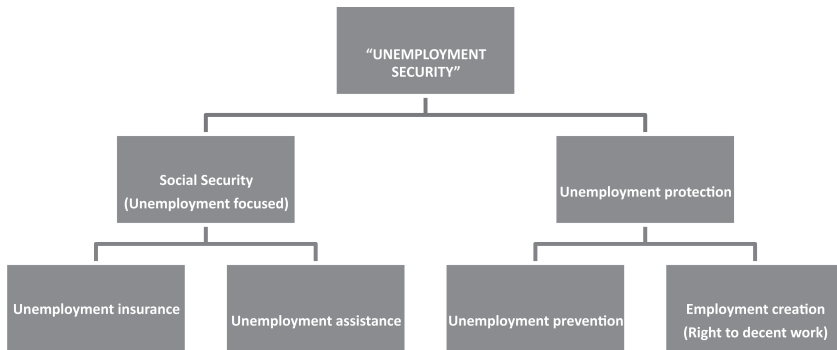 “UNEMPLOYMENT
SECURITY”
Social Security
(Unemployment focused)
Unemployment protection
Unemployment insurance
Unemployment assistance
Unemployment prevention
Employment creation
(Right to decent work)